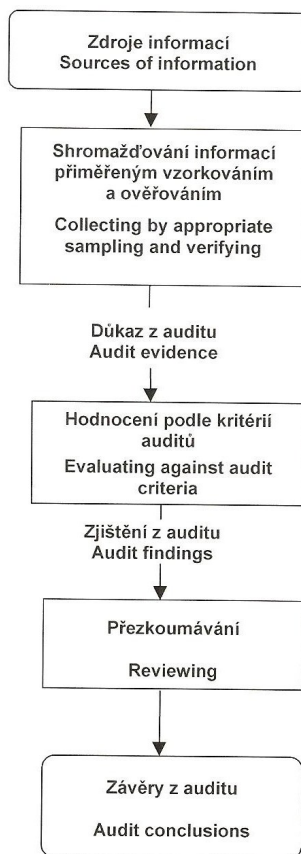 Zdroje informací
Sources of information
Shromažďování informací
přiměřeným vzorkováním
a ověřováním
Collecting by appropriate
sampling and verifying
Důkaz z auditu
Audit evidence
Hodnocení podle kritérií
auditů
Evaluating against audit
criteria
Zjištění z auditu
Audit findings
Přezkoumávání
Reviewing
Závěry z auditu
Audit conclusions